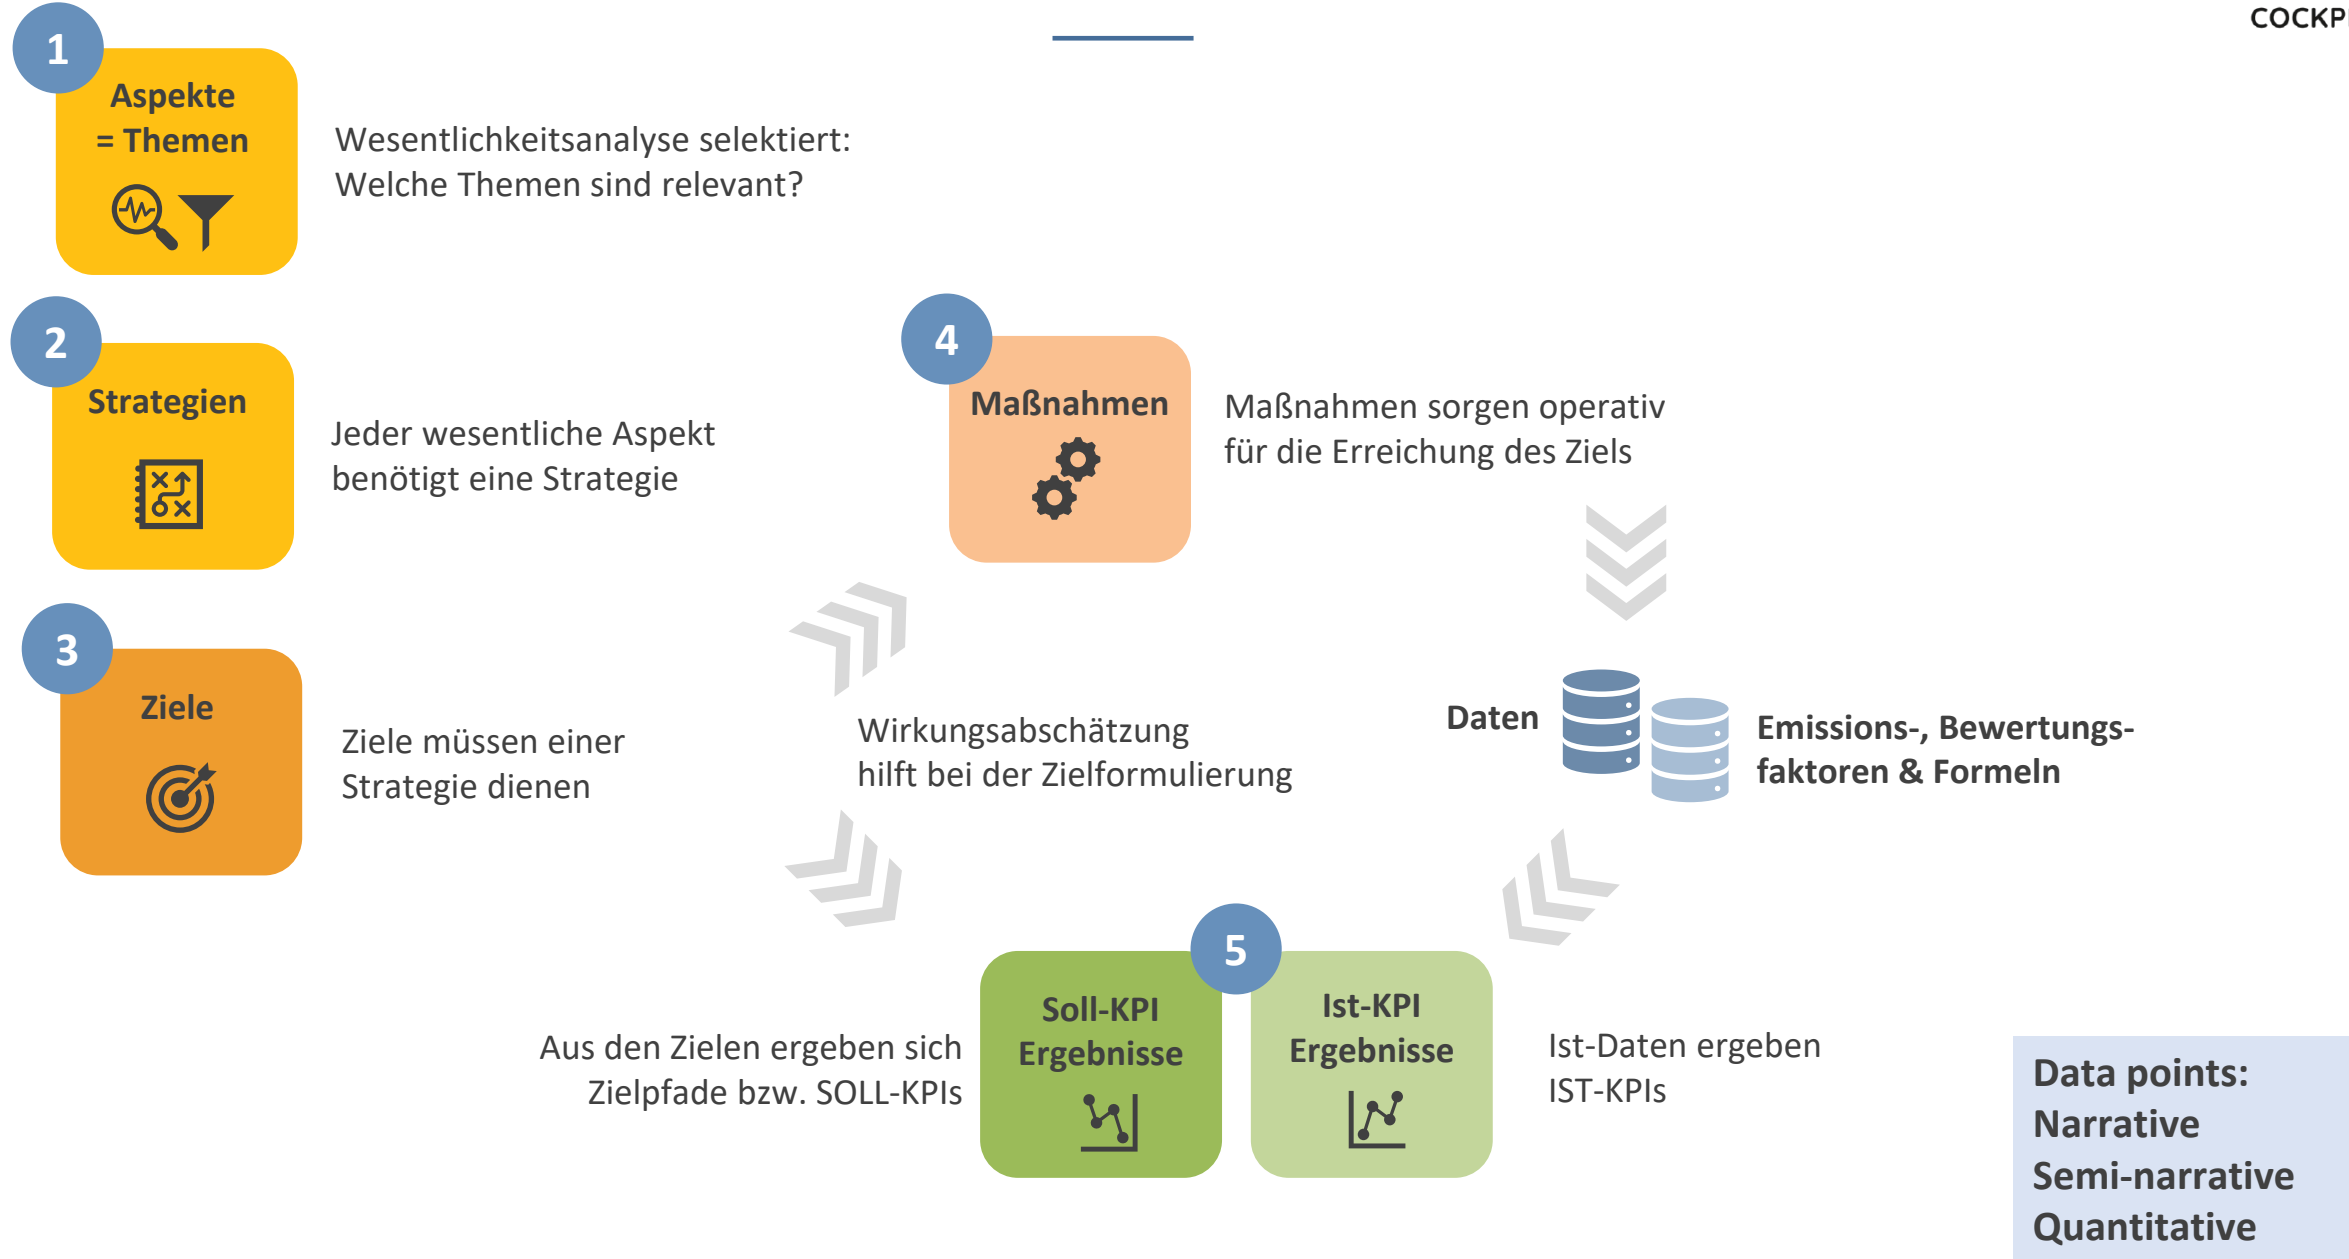 COCKP
1
Aspekte
= Themen
Wesentlichkeitsanalyse selektiert:
Welche Themen sind relevant?
2
Strategien
Jeder wesentliche Aspekt
benötigt eine Strategie
4
Maßnahmen
Maßnahmen sorgen operativ
für die Erreichung des Ziels
3
Ziele
Ziele müssen einer
Strategie dienen
Wirkungsabschätzung
hilft bei der Zielformulierung
Daten
Emissions-, Bewertungs-
faktoren & Formeln
5
Aus den Zielen ergeben sich
Zielpfade bzw. SOLL-KPIs
Soll-KPI
Ergebnisse
Ist-KPI
Ergebnisse
Ist-Daten ergeben
IST-KPIs
Data points:
Narrative
Semi-narrative
Quantitative